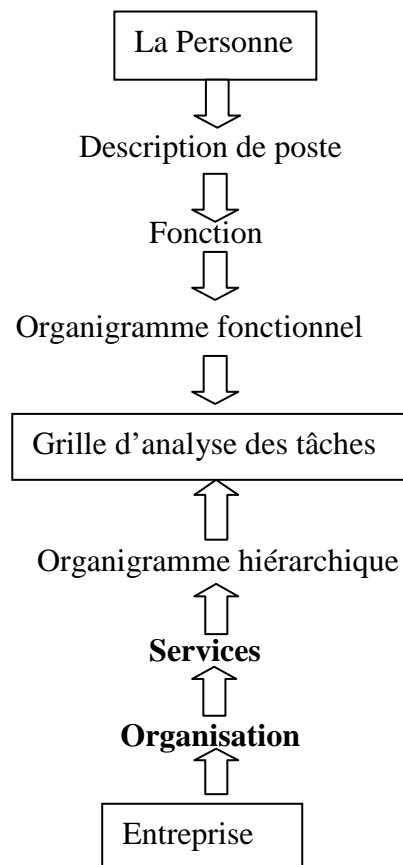 La Personne
Description de poste
Fonction
Organigramme fonctionnel
Grille d’analyse des tâches
Organigramme hiérarchique
Services
Organisation
Entreprise